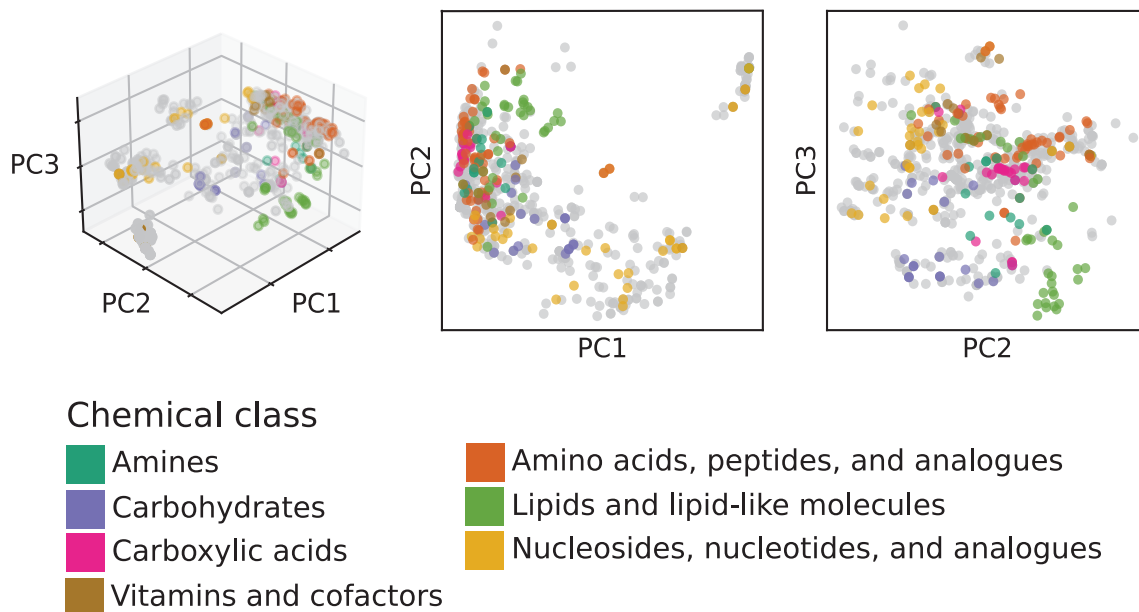 PC3
PC2
PC1
PC2
PC1
PC3
PC2
Chemical class
Amines
Carbohydrates
Carboxylic acids
Vitamins and cofactors
Amino acids, peptides, and analogues
Lipids and lipid-like molecules
Nucleosides, nucleotides, and analogues